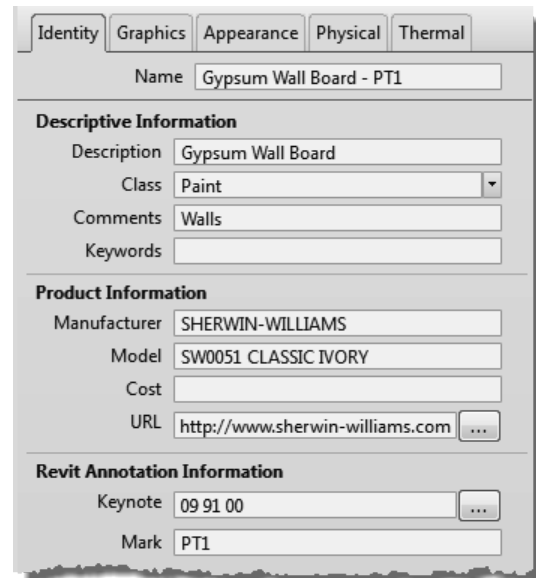 Identity Graphics Appearance Physical Thermal
Name Gypsum Wall Board - PT1
Descriptive Information
Description Gypsum Wall Board
Class Paint
Comments Walls
Keywords
Product Information
Manufacturer SHERWIN-WILLIAMS
Model SW0051 CLASSIC IVORY
Cost
URL http://www.sherwin-williams.com ...
Revit Annotation Information
Keynote 09 91 00 ...
Mark PT1